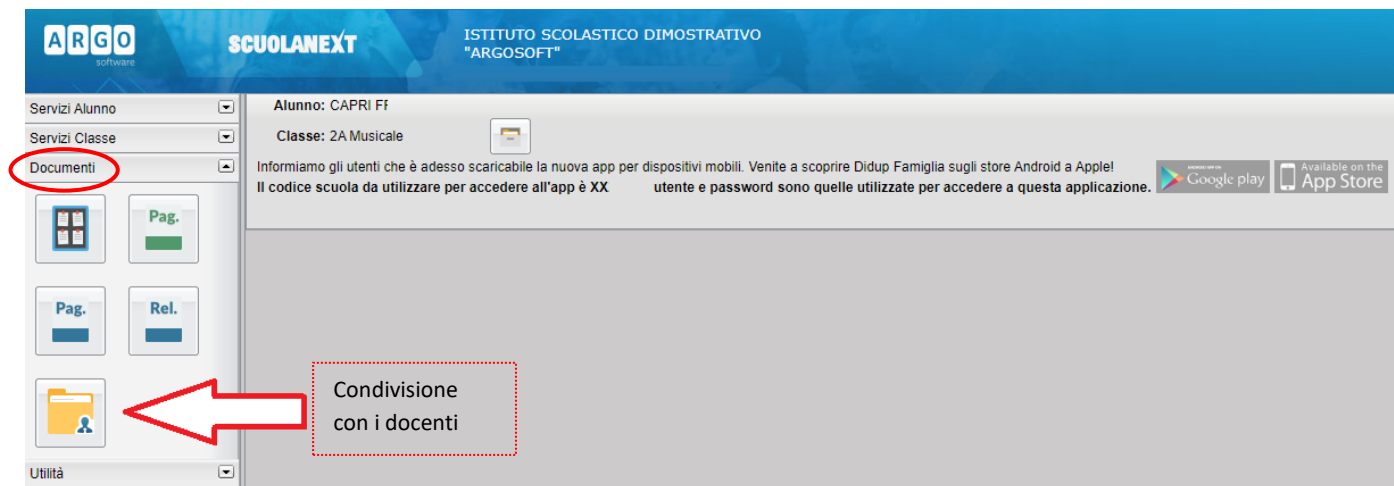 ARGO
software
SCUOLANEXT
ISTITUTO SCOLASTICO DIMOSTRATIVO
"ARGOSOFT"
Servizi Alunno
Servizi Classe
Documenti
Pag.
Pag.
Rel.
Utilità
Alunno: CAPRI FF
Classe: 2A Musicale
Informiamo gli utenti che è adesso scaricabile la nuova app per dispositivi mobili. Venite a scoprire Didup Famiglia sugli store Android a Apple!
Il codice scuola da utilizzare per accedere all'app è XX utente e password sono quelle utilizzate per accedere a questa applicazione.
Google play
Available on the
App Store
Condivisione
con i docenti